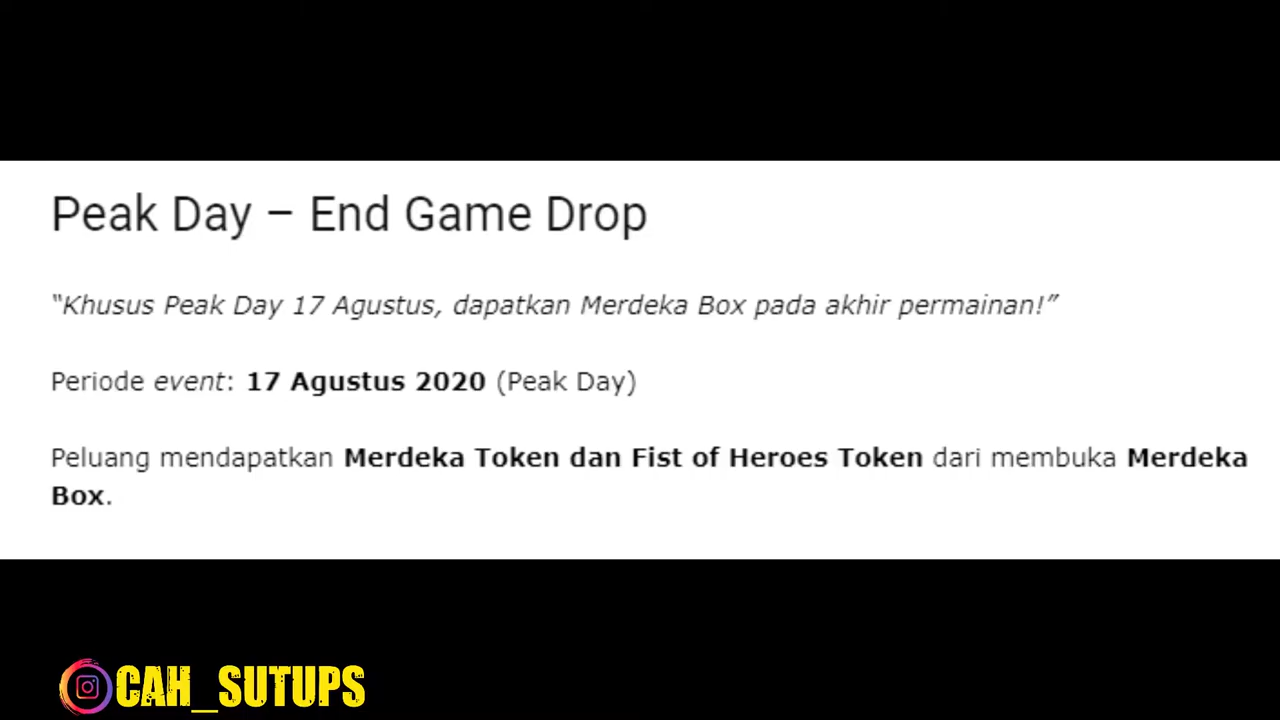 Peak Day – End Game Drop
“Khusus Peak Day 17 Agustus, dapatkan Merdeka Box pada akhir permainan!”
Periode event: 17 Agustus 2020 (Peak Day)
Peluang mendapatkan Merdeka Token dan Fist of Heroes Token dari membuka Merdeka
Box.
CAH_SUTUPS